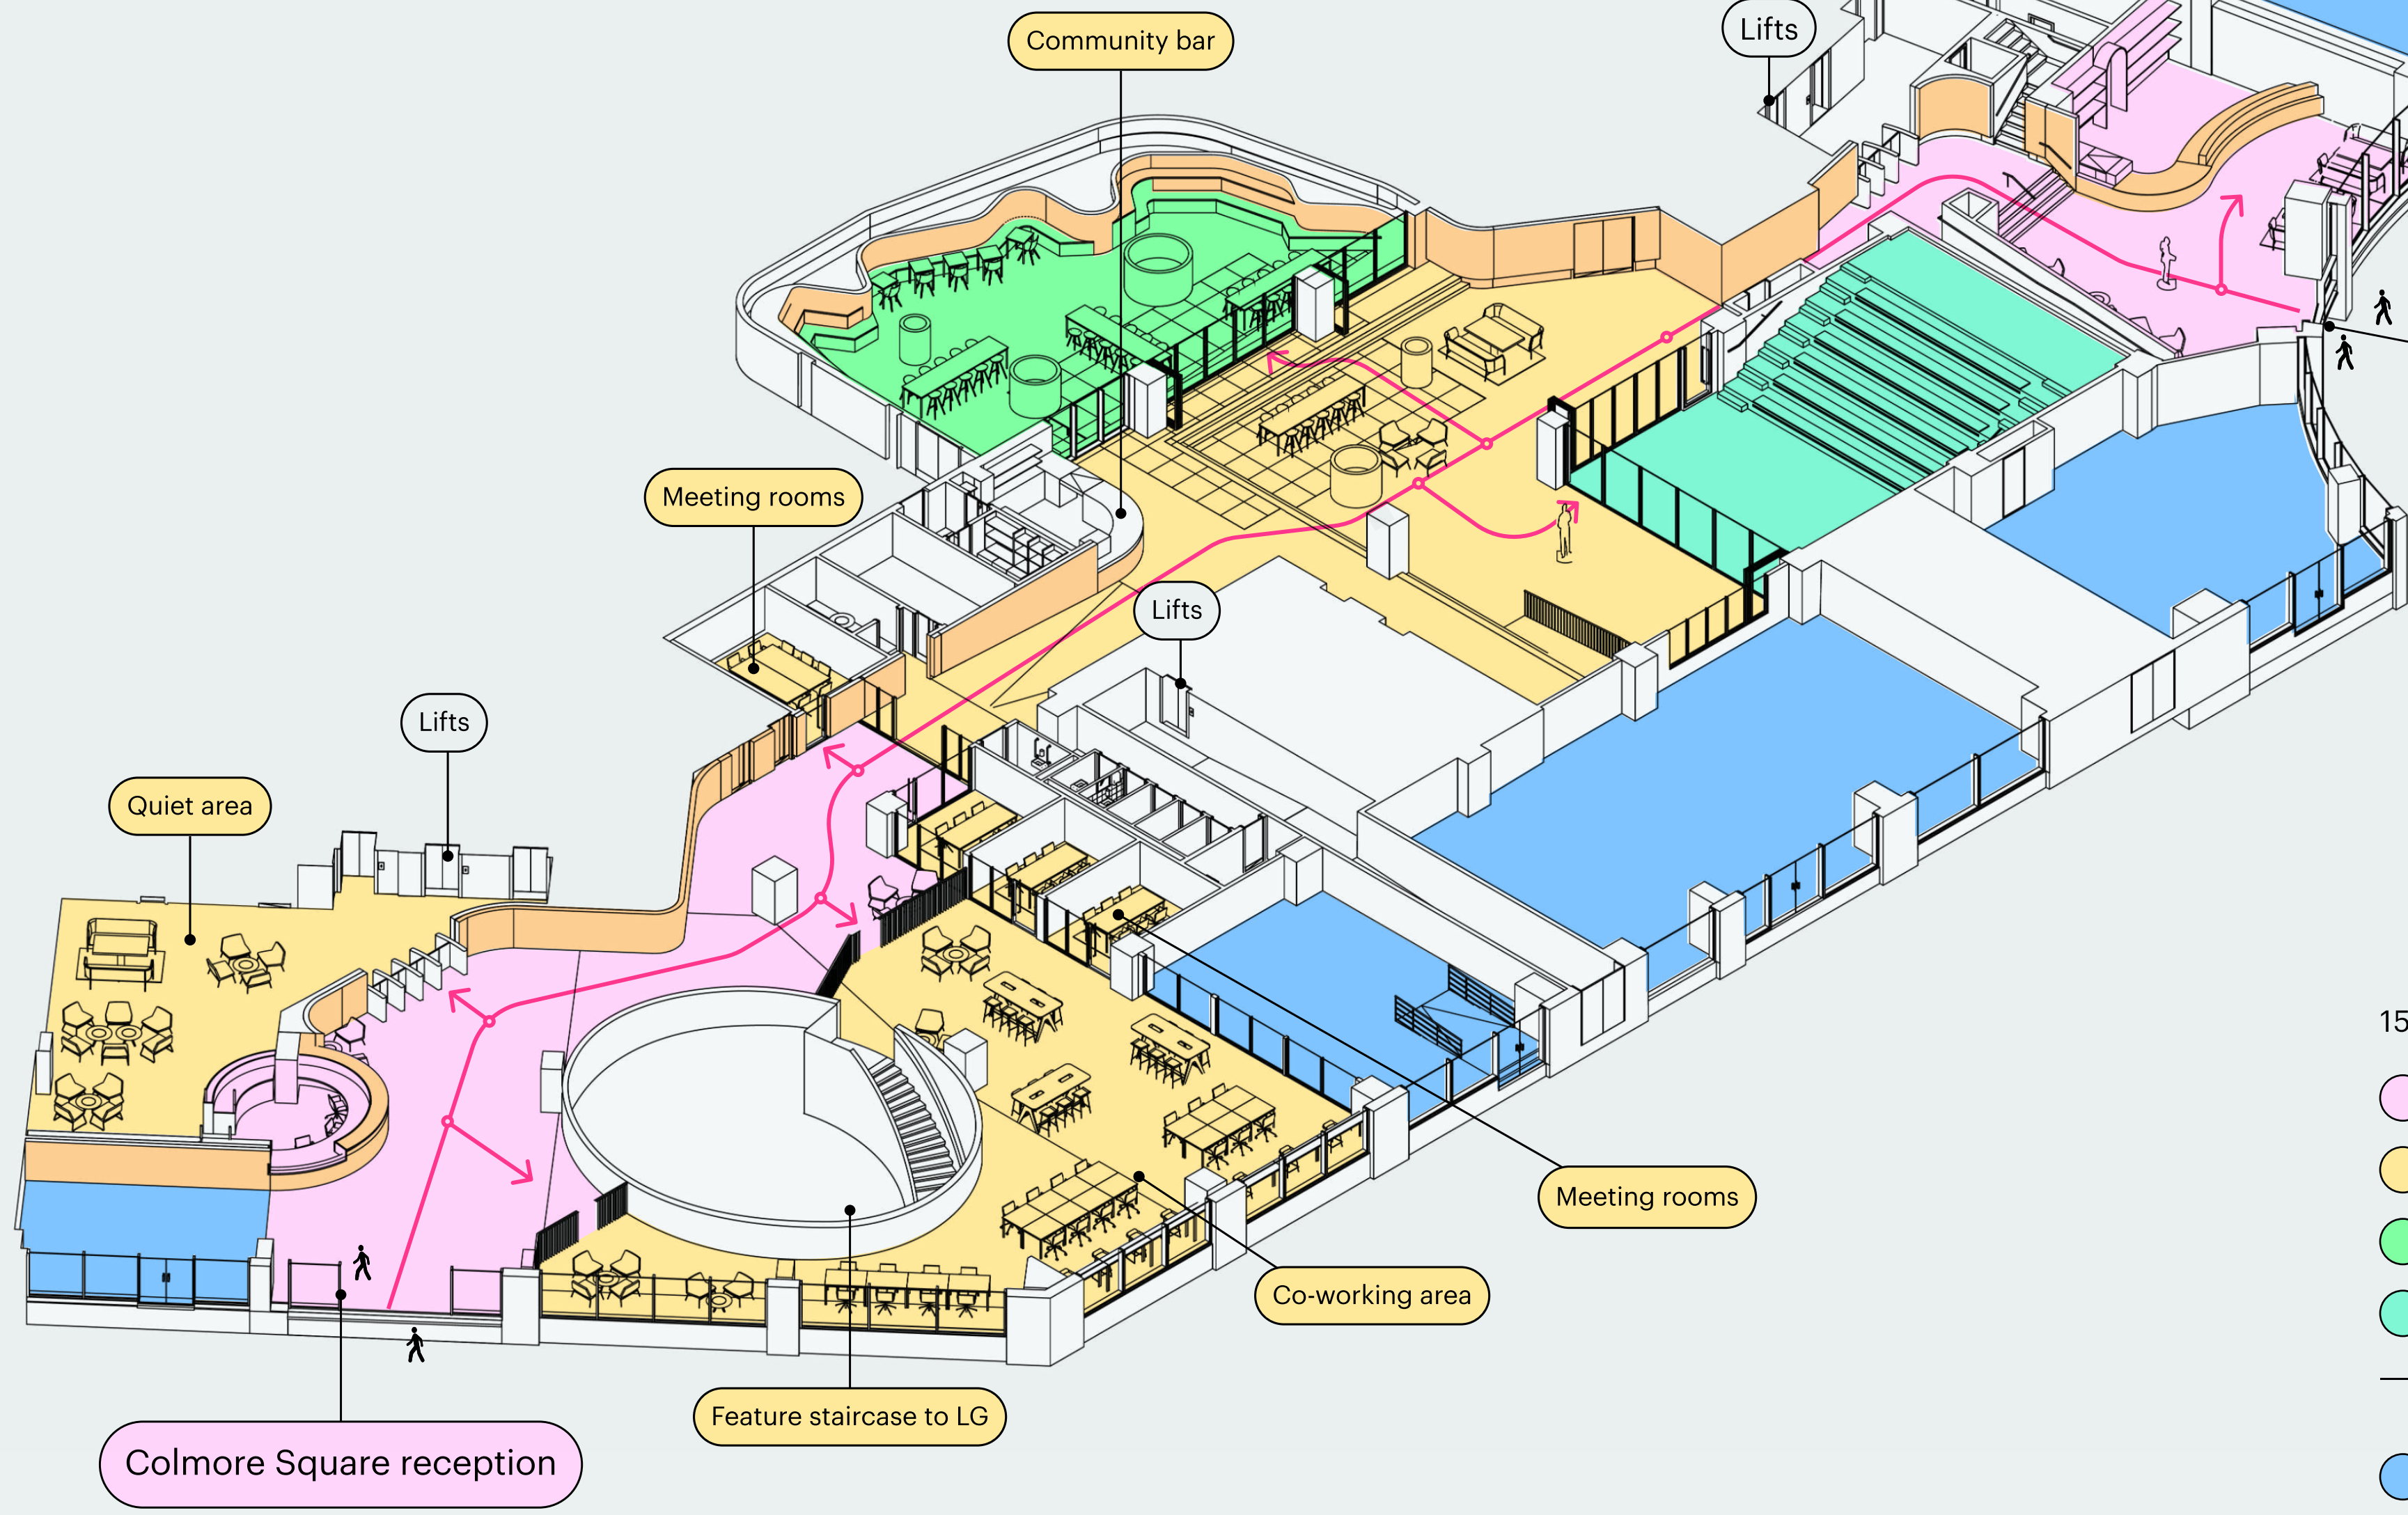 Community bar
Lifts
Meeting rooms
Lifts
Lifts
Quiet area
15
Meeting rooms
Co-working area
Feature staircase to LG
Colmore Square reception